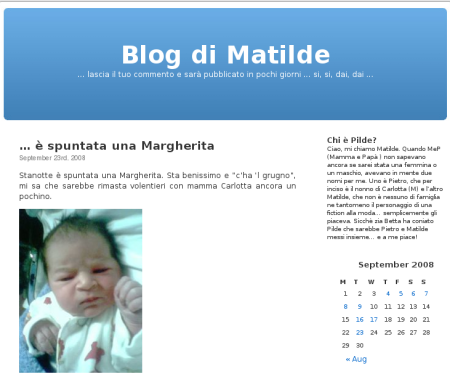 Blog di Matilde
... lascia il tuo commento e sarà pubblicato in pochi giorni ... si, si, dai, dai ...
... è spuntata una Margherita
September 23rd, 2008
Stanotte è spuntata una Margherita. Sta benissimo e "c'ha 'l grugno",
mi sa che sarebbe rimasta volentieri con mamma Carlotta ancora un
pochino.
Chi è Pilde?
Ciao, mi chiamo Matilde. Quando MeP
(Mamma e Papà ) non sapevano
ancora se sarei stata una femmina o
un maschio, avevano in mente due
nomi per me. Uno è Pietro, che per
inciso è il nonno di Carlotta (M) e l'altro
Matilde, che non è nessuno di famiglia
ne tantomeno il personaggio di una
fiction alla moda... semplicemente gli
piaceva. Sicchè zia Betta ha coniato
Pilde che sarebbe Pietro e Matilde
messi insieme... e a me piace!
September 2008
M T W T F S S
1 2 3 4 5 6 7
8 9 10 11 12 13 14
15 16 17 18 19 20 21
22 23 24 25 26 27 28
29 30
« Aug